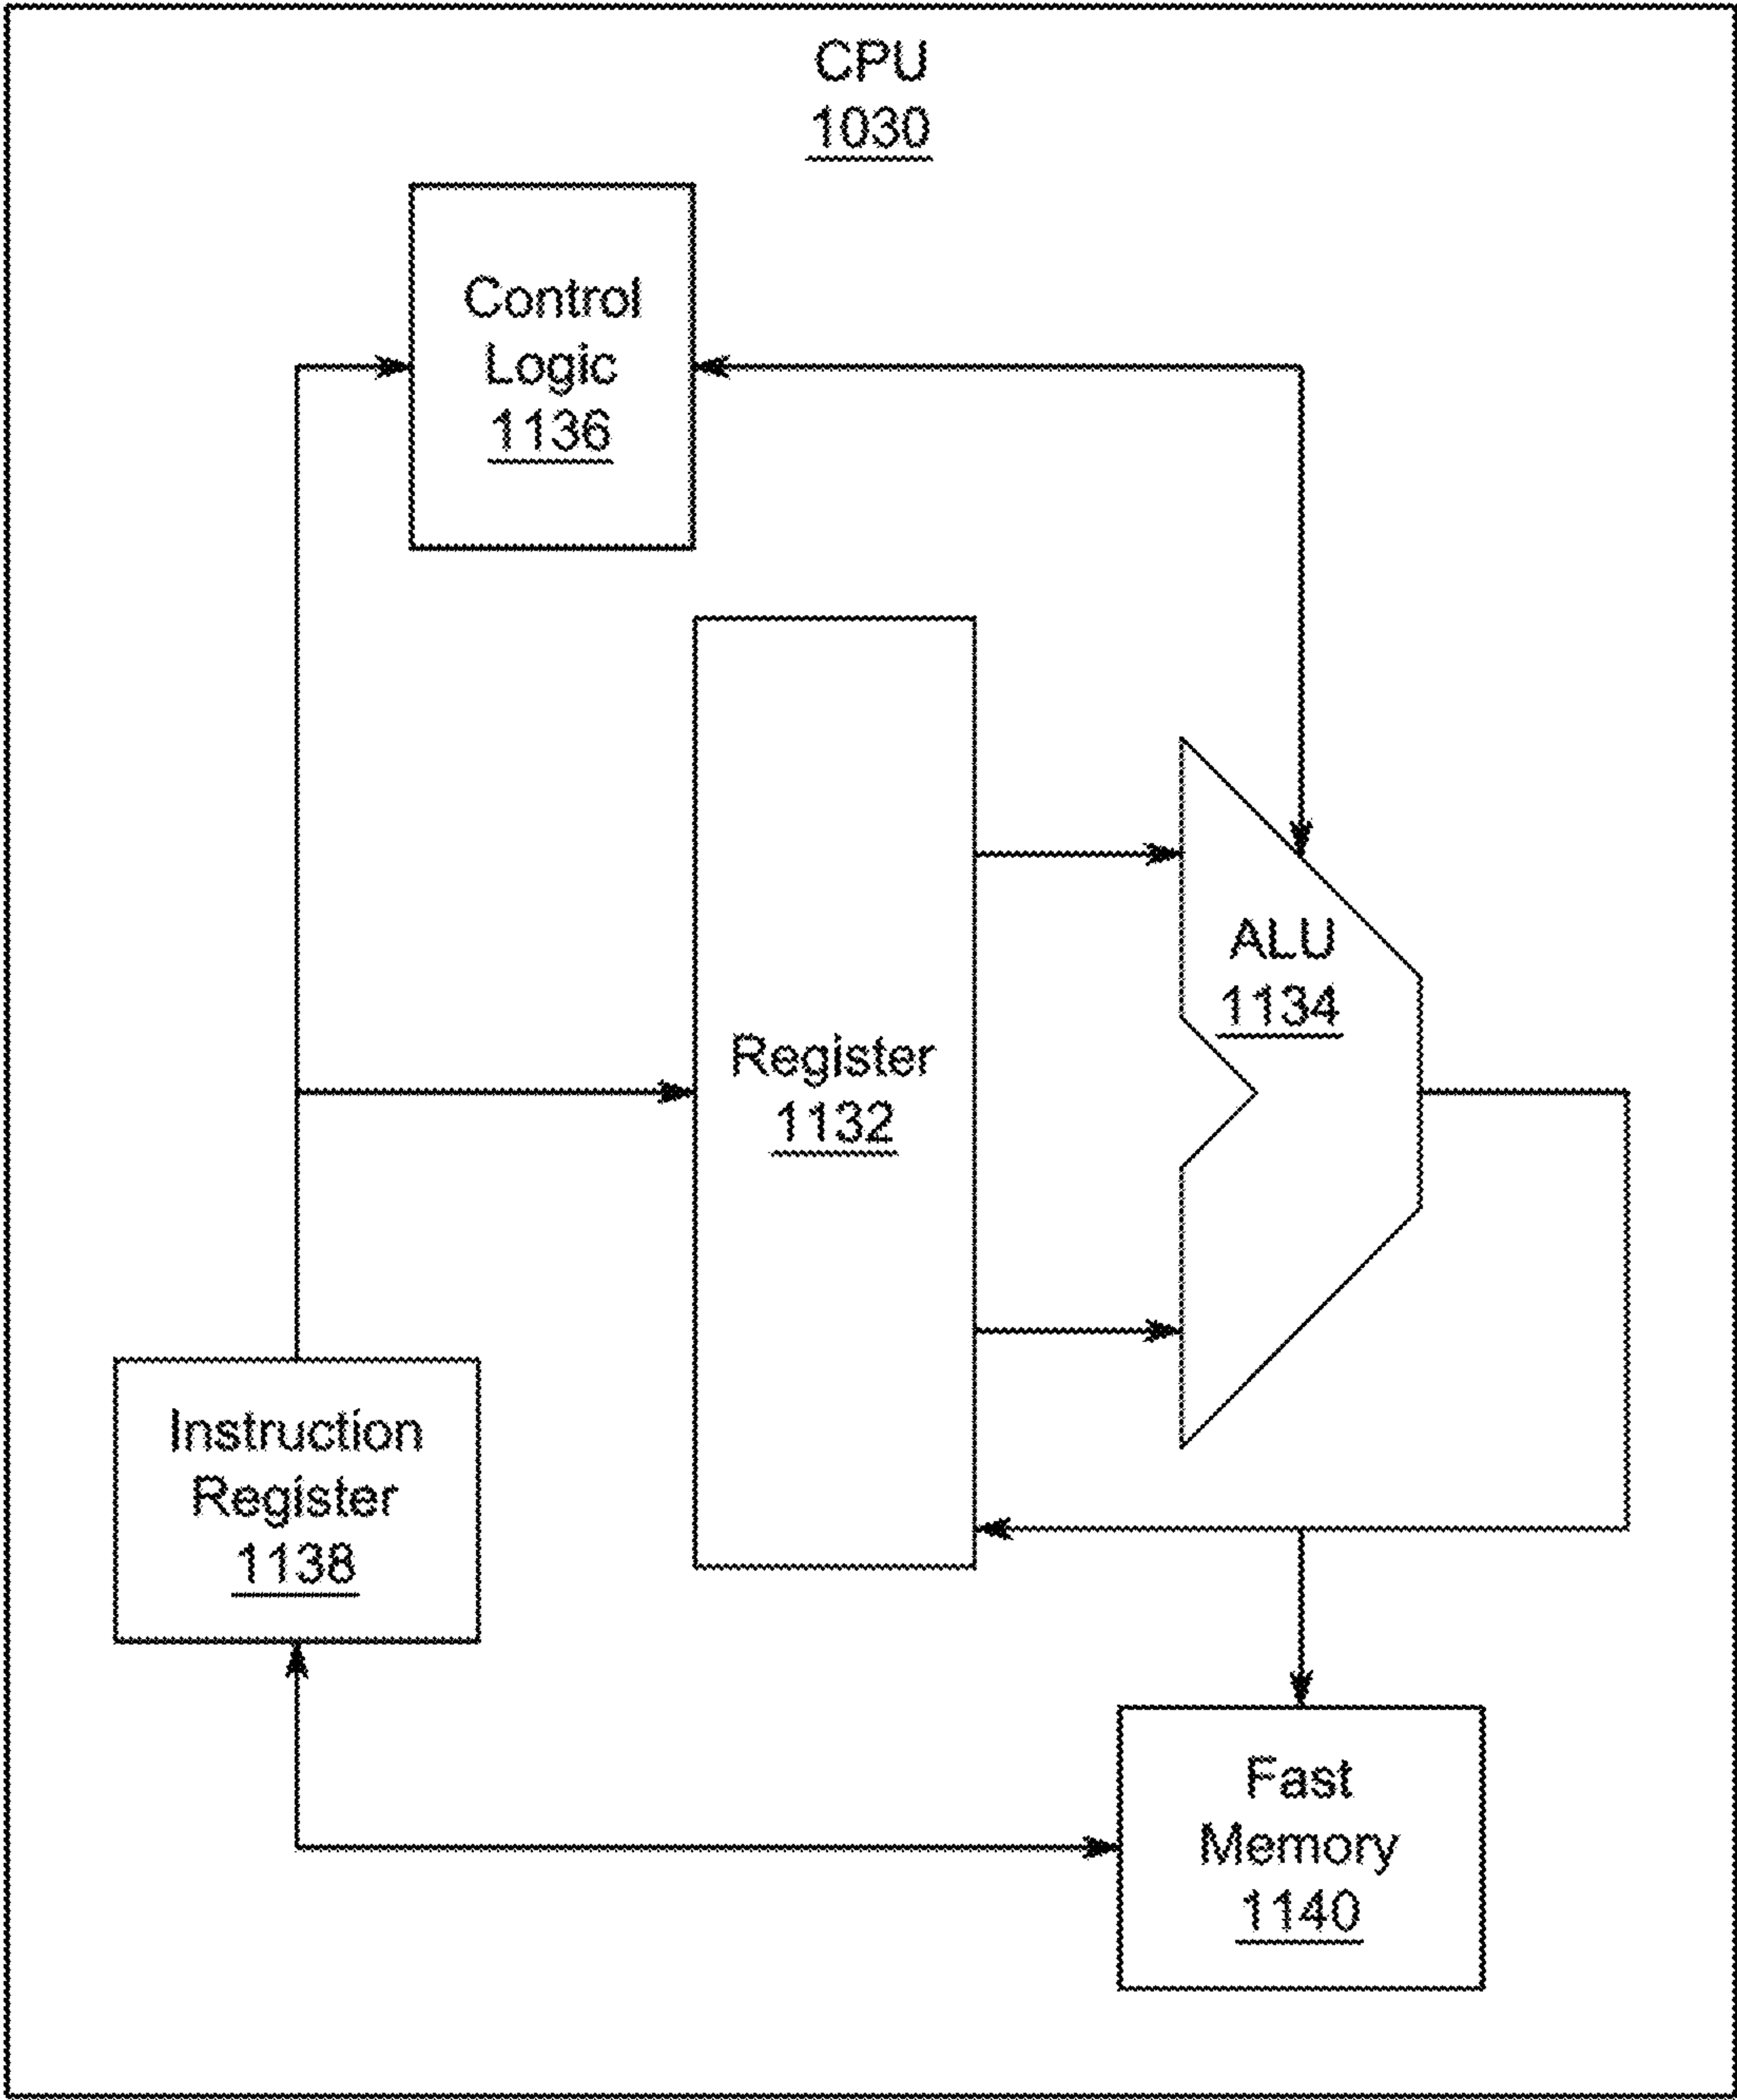 CPU
1030
Control
Logic
1136
ALU
1134
Register
1132
Instruction
Register
1138
Fast
Memory
1140